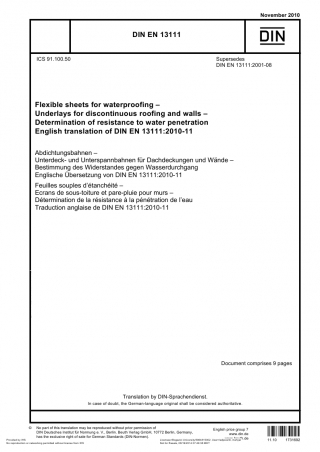 November 2010
DIN EN 13111
DIN
ICS 91.100.50
Supersedes
DIN EN 13111:2001-08
Flexible sheets for waterproofing –
Underlays for discontinuous roofing and walls –
Determination of resistance to water penetration
English translation of DIN EN 13111:2010-11
Abdichtungsbahnen –
Unterdeck- und Unterspannbahnen für Dachdeckungen und Wände –
Bestimmung des Widerstandes gegen Wasserdurchgang
Englische Übersetzung von DIN EN 13111:2010-11
Feuilles souples d'étanchéité –
Ecrans de sous-toiture et pare-pluie pour murs –
Détermination de la résistance à la pénétration de l'eau
Traduction anglaise de DIN EN 13111:2010-11
Document comprises 9 pages
Translation by DIN-Sprachendienst.
In case of doubt, the German-language original shall be considered authoritative.
© No part of this translation may be reproduced without prior permission of
DIN Deutsches Institut für Normung e. V., Berlin. Beuth Verlag GmbH, 10772 Berlin, Germany,
has the exclusive right of sale for German Standards (DIN-Normen).
English price group 7
www.din.de
11.10